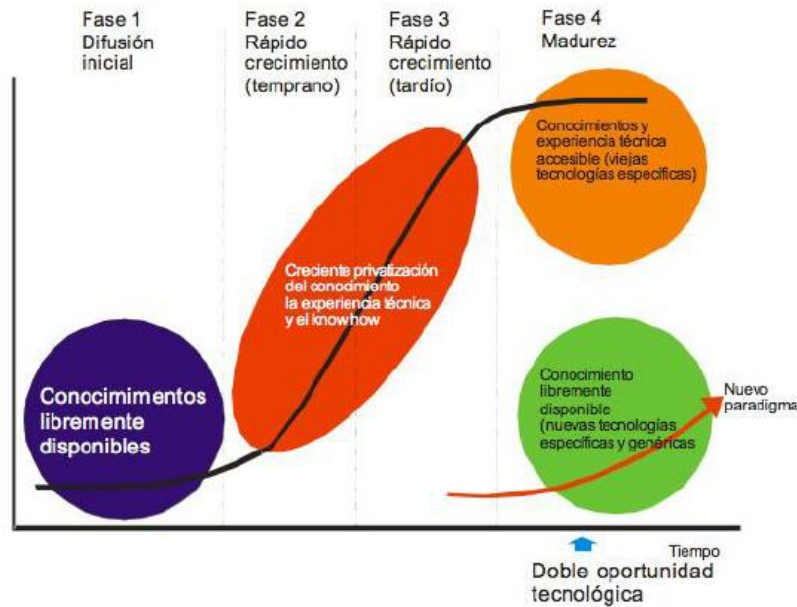 Fase 1
Difusión
inicial
Fase 2
Rápido
crecimiento
(temprano)
Fase 3
Rápido
crecimiento
(tardío)
Fase 4
Madurez
Conocimientos y
experiencia técnica
accesible (viejas
tecnologías específicas)
Creciente privatización
del conocimiento
la experiencia técnica
y el knowhow
Conocimimentos
libremente
disponibles
Conocimiento
libremente
disponible
(nuevas tecnologías
específicas y genéricas
Nuevo
paradigma
Tiempo
Doble oportunidad
tecnológica